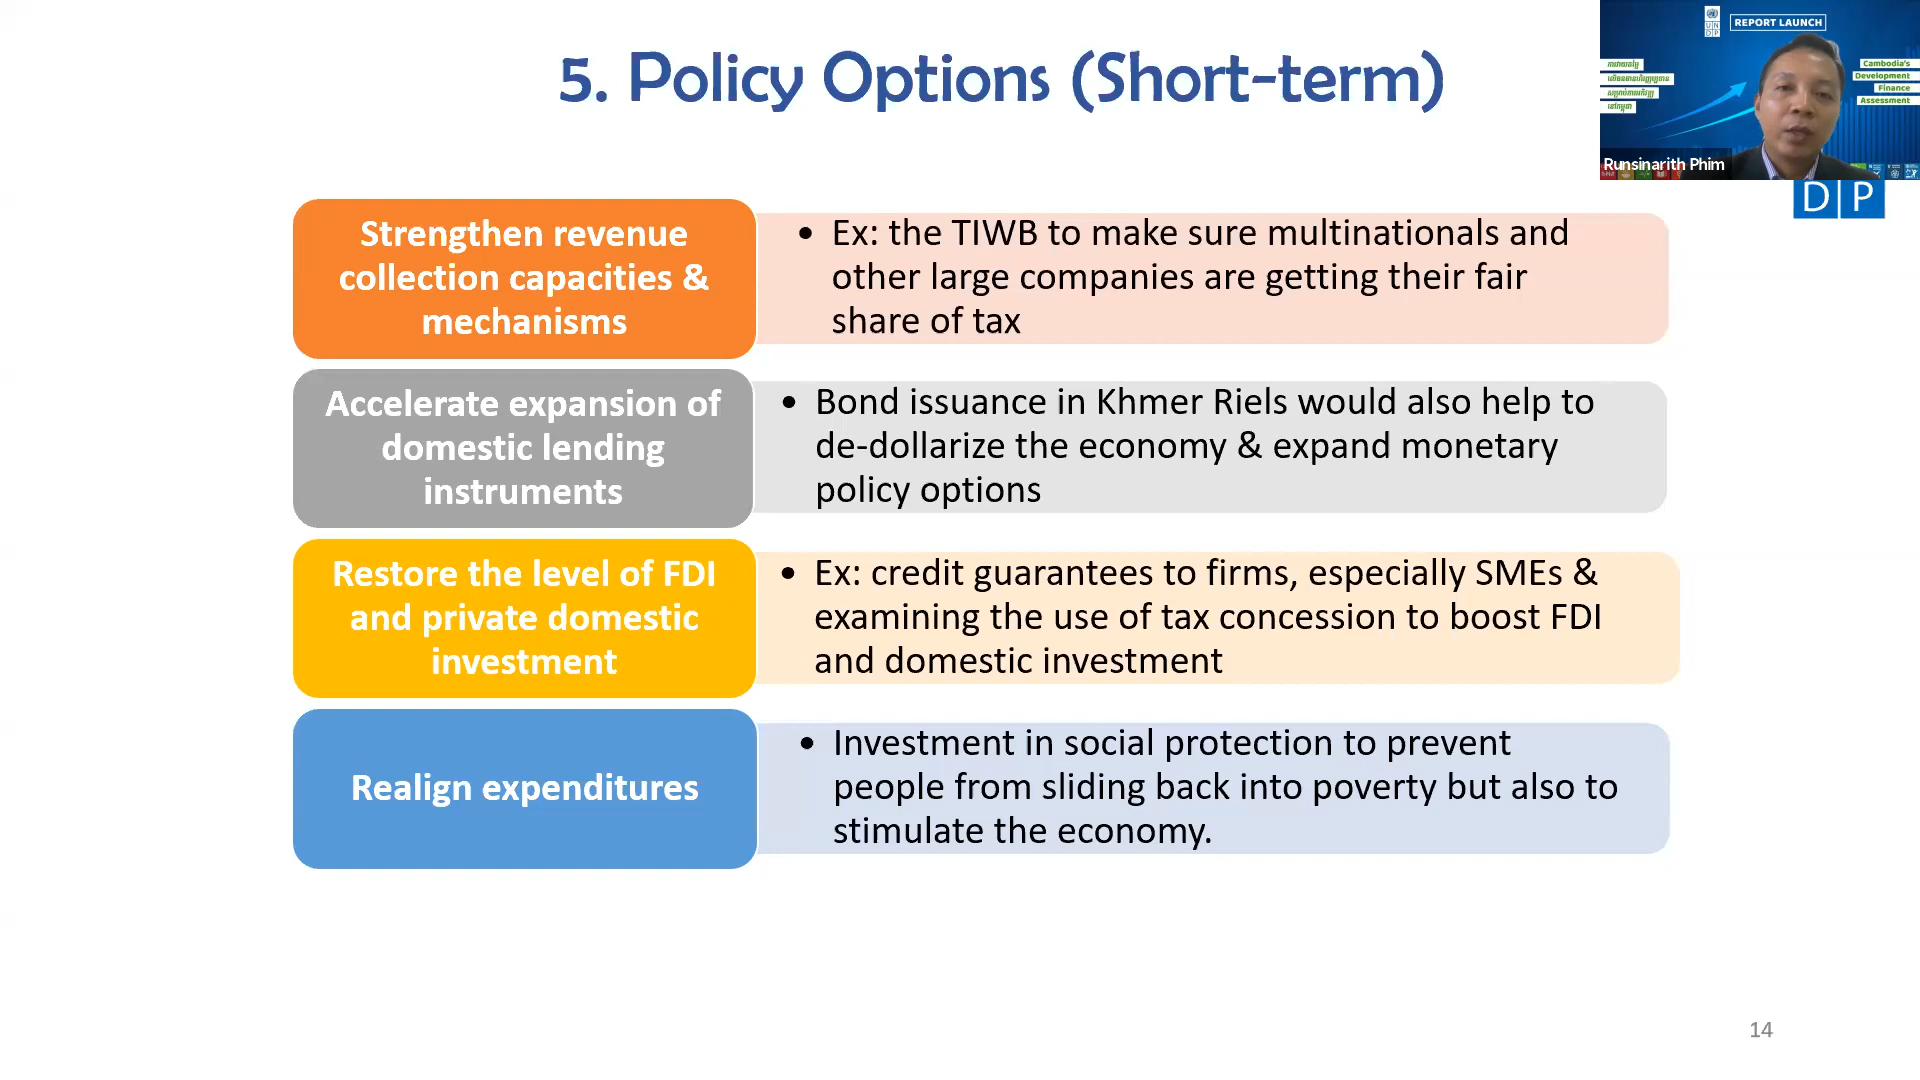 5. Policy Options (Short-term)
REPORT LAUNCH
UN
DP
Cambodia's
Development
Finance
Assessment
Runsinarith Phim
D P
Strengthen revenue
collection capacities &
mechanisms
• Ex: the TIWB to make sure multinationals and
other large companies are getting their fair
share of tax
Accelerate expansion of
domestic lending
instruments
• Bond issuance in Khmer Riels would also help to
de-dollarize the economy & expand monetary
policy options
Restore the level of FDI
and private domestic
investment
• Ex: credit guarantees to firms, especially SMEs &
examining the use of tax concession to boost FDI
and domestic investment
Realign expenditures
• Investment in social protection to prevent
people from sliding back into poverty but also to
stimulate the economy.
14